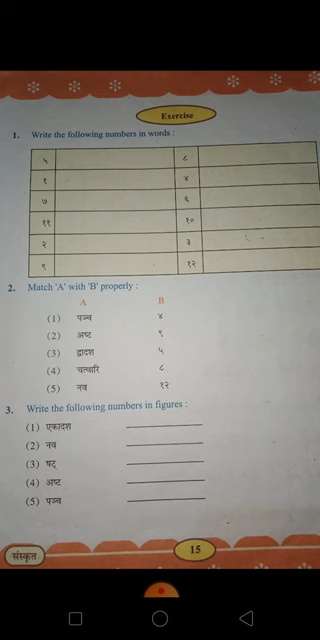 Exercise
1. Write the following numbers in words :
५ ८
१ ४
७ ६
११ १०
२ ३
९ १२
2. Match 'A' with 'B' properly :
A B
(1) पञ्च ४
(2) अष्ट ९
(3) द्वादश ५
(4) चत्वारि ८
(5) नव १२
3. Write the following numbers in figures :
(1) एकादश
(2) नव
(3) षट्
(4) अष्ट
(5) पञ्च
संस्कृत 15